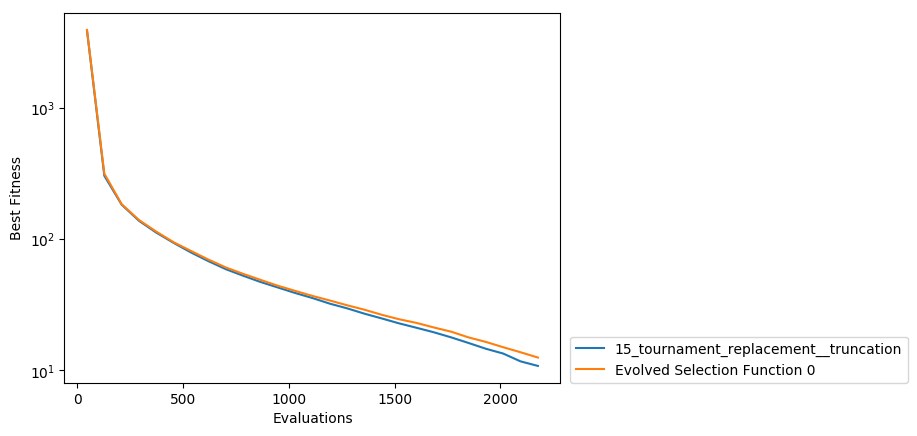 Best Fitness
10^3
10^2
10^1
0
500
1000
1500
2000
Evaluations
15_tournament_replacement__truncation
Evolved Selection Function 0